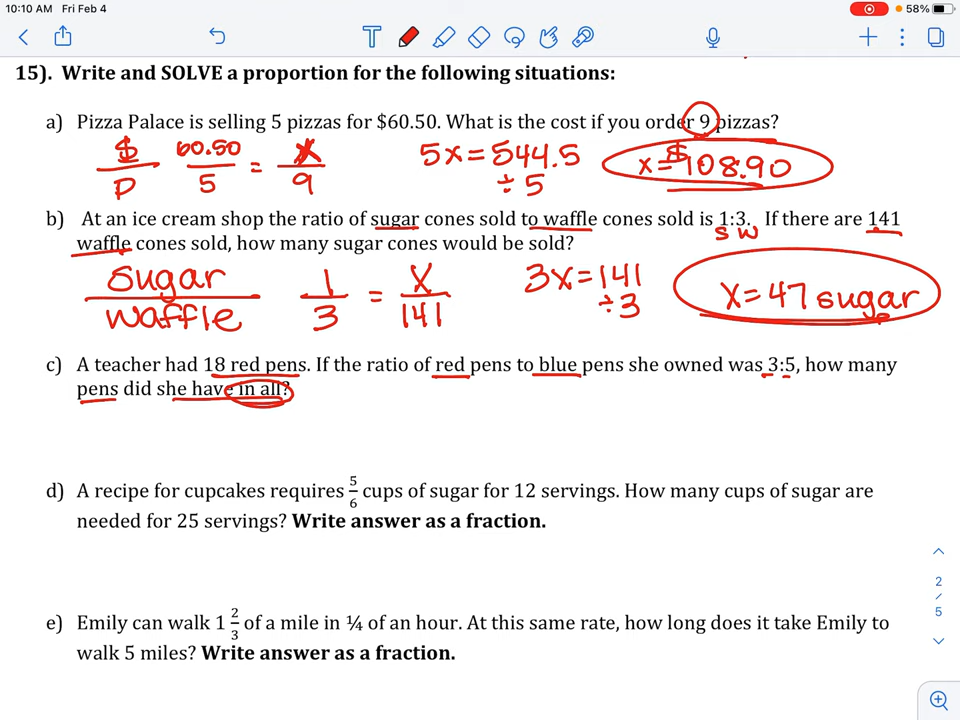 10:10 AM Fri Feb 4
58%
15). Write and SOLVE a proportion for the following situations:
a) Pizza Palace is selling 5 pizzas for $60.50. What is the cost if you order 9 pizzas?
$/P 60.50/5 = x/9 5x=544.5 ÷5 x=$108.90
b) At an ice cream shop the ratio of sugar cones sold to waffle cones sold is 1:3. If there are 141
S W
waffle cones sold, how many sugar cones would be sold?
sugar/waffle 1/3 = x/141 3x=141 ÷3 x=47 sugar
c) A teacher had 18 red pens. If the ratio of red pens to blue pens she owned was 3:5, how many
pens did she have in all?
d) A recipe for cupcakes requires 5/6 cups of sugar for 12 servings. How many cups of sugar are
needed for 25 servings? Write answer as a fraction.
e) Emily can walk 1 2/3 of a mile in ¼ of an hour. At this same rate, how long does it take Emily to
walk 5 miles? Write answer as a fraction.
2
/
5